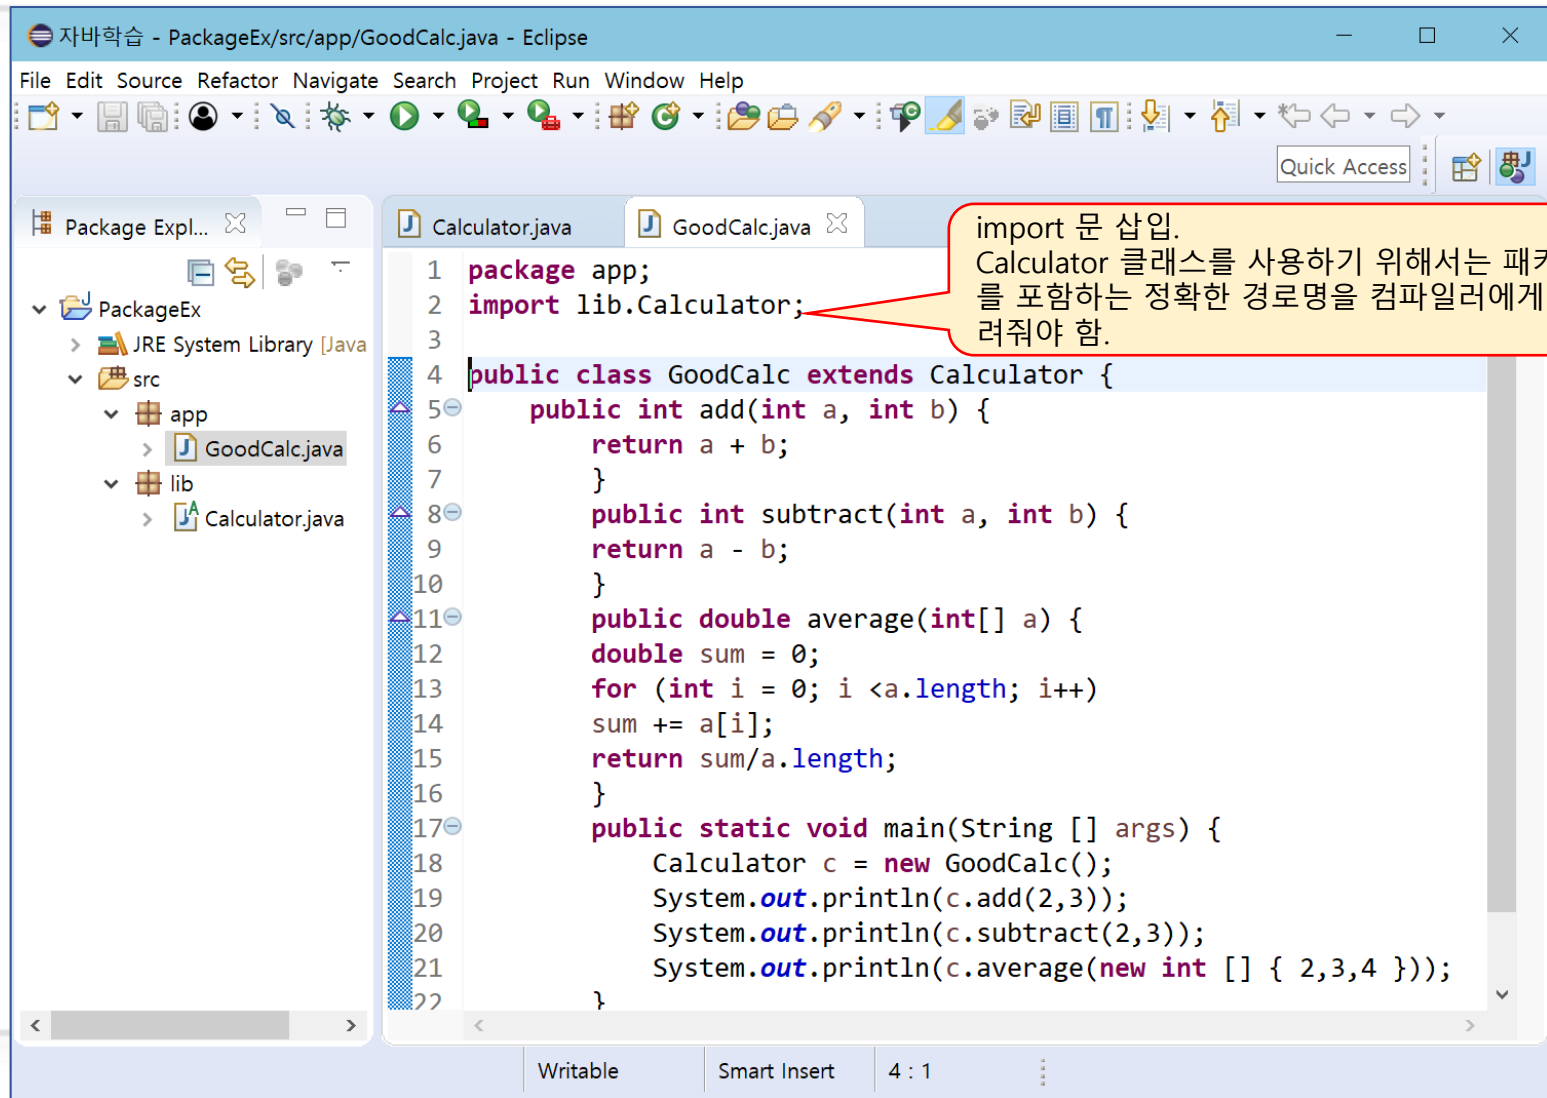 자바학습 - PackageEx/src/app/GoodCalc.java - Eclipse
File Edit Source Refactor Navigate Search Project Run Window Help
Quick Access
Package Expl...
PackageEx
JRE System Library [Java
src
app
GoodCalc.java
lib
Calculator.java
Calculator.java
GoodCalc.java
import 문 삽입.
Calculator 클래스를 사용하기 위해서는
를 포함하는 정확한 경로명을 컴파일러에게
려줘야 함.
1 package app;
2 import lib.Calculator;
3
4 public class GoodCalc extends Calculator {
5 public int add(int a, int b) {
6 return a + b;
7 }
8 public int subtract(int a, int b) {
9 return a - b;
10 }
11 public double average(int[] a) {
12 double sum = 0;
13 for (int i = 0; i <a.length; i++)
14 sum += a[i];
15 return sum/a.length;
16 }
17 public static void main(String [] args) {
18 Calculator c = new GoodCalc();
19 System.out.println(c.add(2,3));
20 System.out.println(c.subtract(2,3));
21 System.out.println(c.average(new int [] { 2,3,4 }));
22 }
Writable
Smart Insert
4 : 1